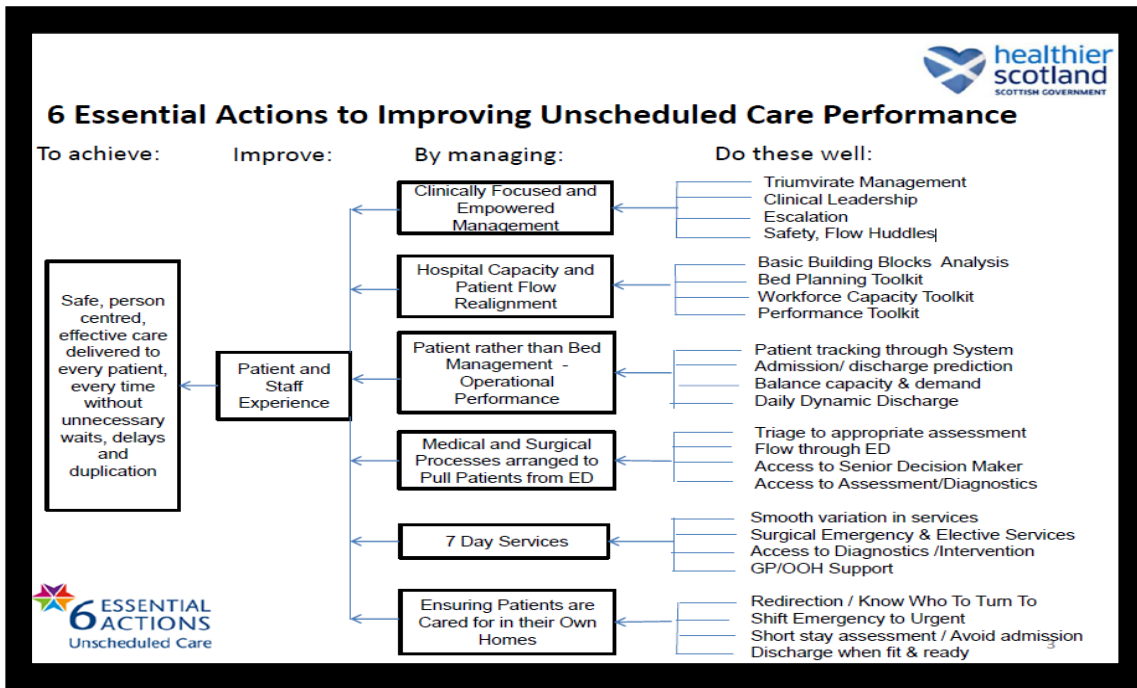 healthier
scotland
SCOTTISH GOVERNMENT
6 Essential Actions to Improving Unscheduled Care Performance
To achieve:
Improve:
By managing:
Do these well:
Safe, person
centred,
effective care
delivered to
every patient,
every time
without
unnecessary
waits, delays
and
duplication
Patient and
Staff
Experience
Clinically Focused and
Empowered
Management
Triumvirate Management
Clinical Leadership
Escalation
Safety, Flow Huddles
Hospital Capacity and
Patient Flow
Realignment
Basic Building Blocks Analysis
Bed Planning Toolkit
Workforce Capacity Toolkit
Performance Toolkit
Patient rather than Bed
Management -
Operational
Performance
Patient tracking through System
Admission/ discharge prediction
Balance capacity & demand
Daily Dynamic Discharge
Medical and Surgical
Processes arranged to
Pull Patients from ED
Triage to appropriate assessment
Flow through ED
Access to Senior Decision Maker
Access to Assessment/Diagnostics
7 Day Services
Smooth variation in services
Surgical Emergency & Elective Services
Access to Diagnostics /Intervention
GP/OOH Support
Ensuring Patients are
Cared for in their Own
Homes
Redirection / Know Who To Turn To
Shift Emergency to Urgent
Short stay assessment / Avoid admission
Discharge when fit & ready
3
6 ESSENTIAL
ACTIONS
Unscheduled Care